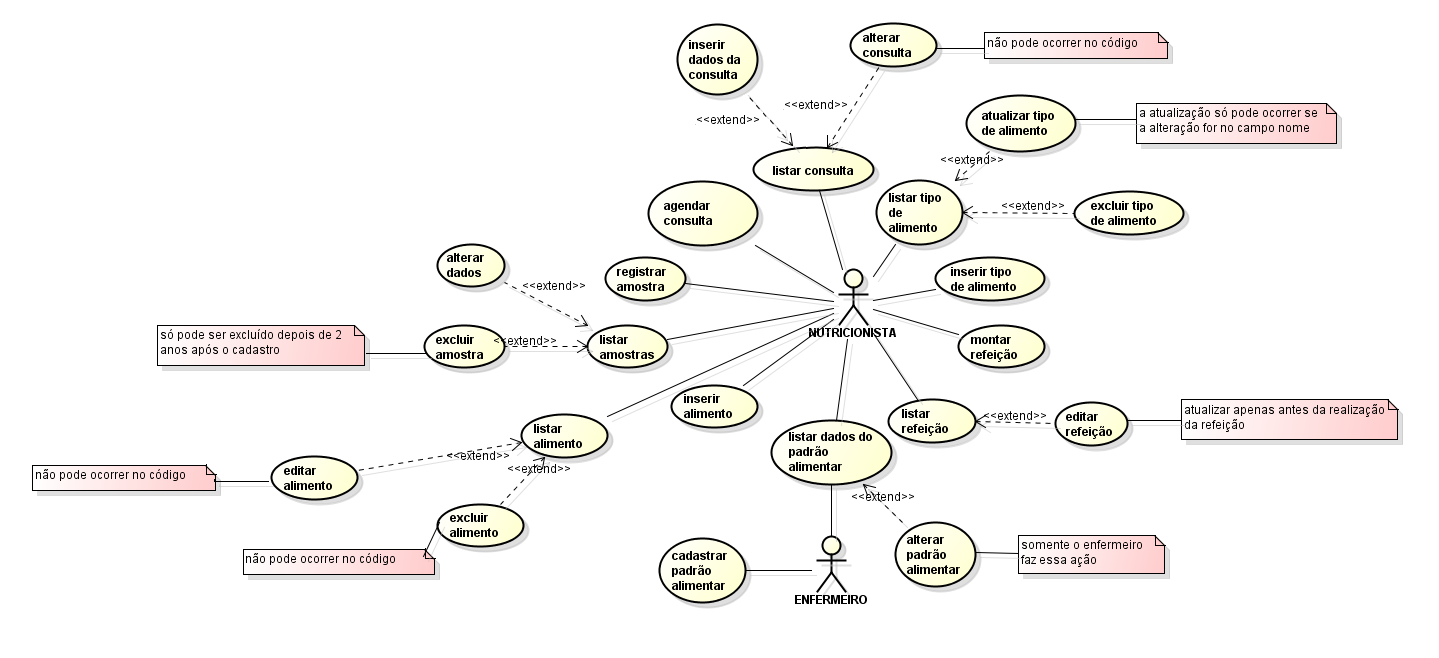 inserir
dados da
consulta
alterar
consulta
não pode ocorrer no código
<<extend>>
<<extend>>
atualizar tipo
de alimento
a atualização só pode ocorrer se
a alteração for no campo nome
<<extend>>
listar consulta
listar tipo
de
alimento
<<extend>>
excluir tipo
de alimento
agendar
consulta
alterar
dados
<<extend>>
registrar
amostra
inserir tipo
de alimento
NUTRICIONISTA
só pode ser excluído depois de 2
anos após o cadastro
excluir
amostra
<<extend>>
listar
amostras
montar
refeição
inserir
alimento
listar
refeição
<<extend>>
editar
refeição
atualizar apenas antes da realização
da refeição
listar
alimento
listar dados do
padrão
alimentar
não pode ocorrer no código
editar
alimento
<<extend>>
<<extend>>
<<extend>>
excluir
alimento
não pode ocorrer no código
cadastrar
padrão
alimentar
ENFERMEIRO
alterar
padrão
alimentar
somente o enfermeiro
faz essa ação